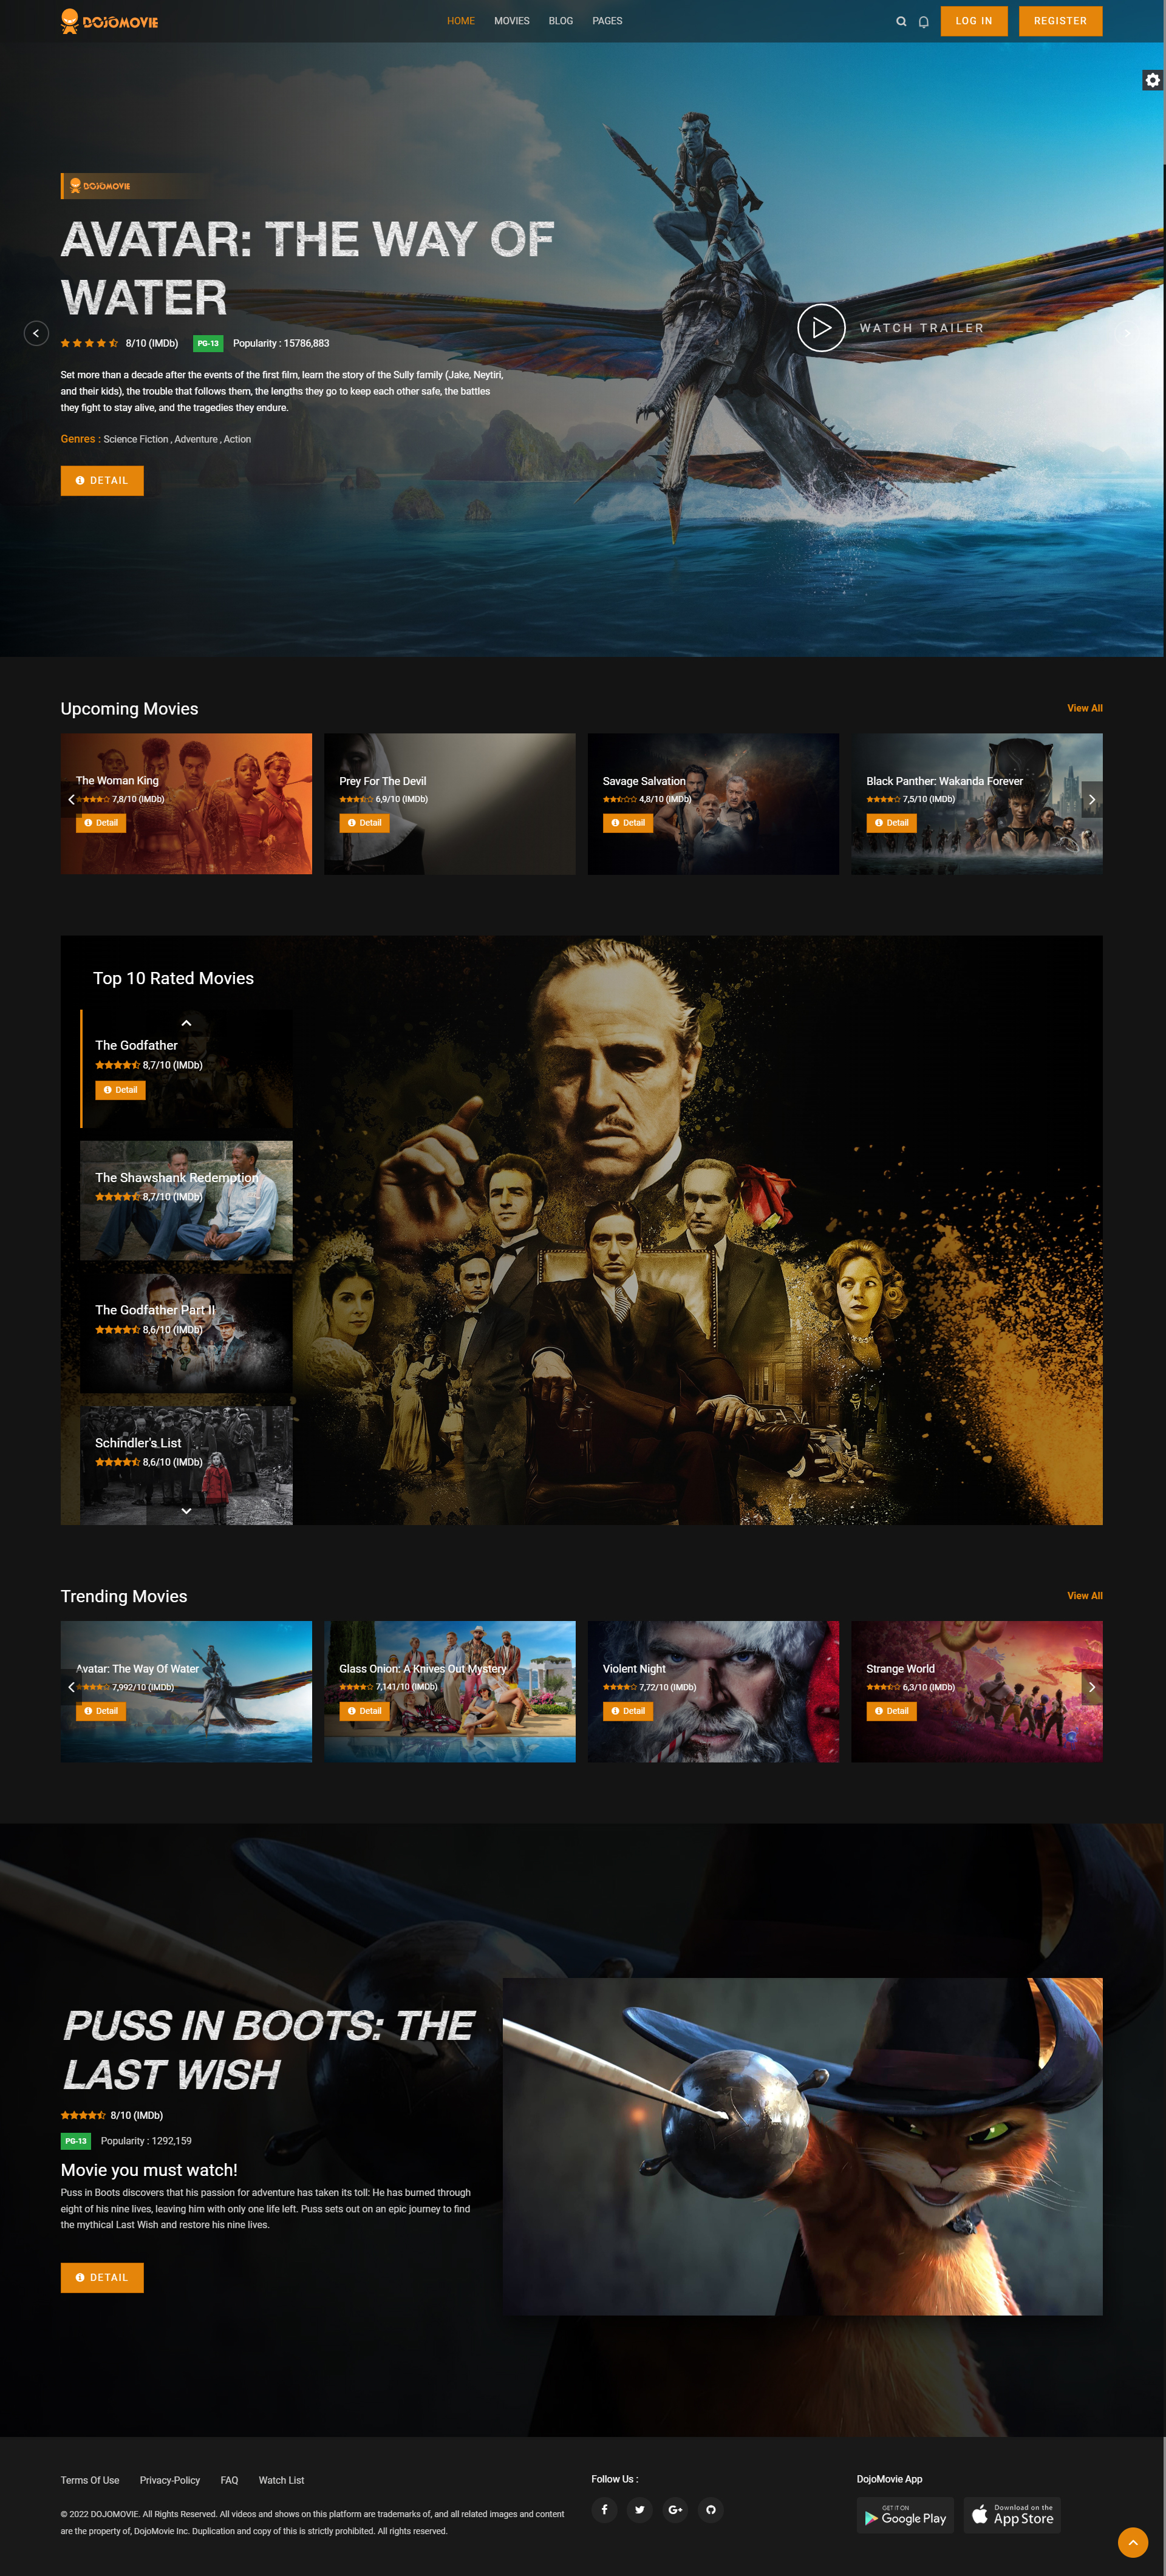 DOJOMOVIE
HOME MOVIES BLOG PAGES
LOG IN
REGISTER
DOJOMOVIE
AVATAR: THE WAY OF
WATER
8/10 (IMDb) PG-13 Popularity : 15786,883
WATCH TRAILER
Set more than a decade after the events of the first film, learn the story of the Sully family (Jake, Neytiri,
and their kids), the trouble that follows them, the lengths they go to keep each other safe, the battles
they fight to stay alive, and the tragedies they endure.
Genres : Science Fiction , Adventure , Action
DETAIL
Upcoming Movies
View All
The Woman King
7,8/10 (IMDb)
Detail
Prey For The Devil
6,9/10 (IMDb)
Detail
Savage Salvation
4,8/10 (IMDb)
Detail
Black Panther: Wakanda Forever
7,5/10 (IMDb)
Detail
Top 10 Rated Movies
The Godfather
8,7/10 (IMDb)
Detail
The Shawshank Redemption
8,7/10 (IMDb)
The Godfather Part II
8,6/10 (IMDb)
Schindler's List
8,6/10 (IMDb)
Trending Movies
View All
Avatar: The Way Of Water
7,992/10 (IMDb)
Detail
Glass Onion: A Knives Out Mystery
7,141/10 (IMDb)
Detail
Violent Night
7,72/10 (IMDb)
Detail
Strange World
6,3/10 (IMDb)
Detail
PUSS IN BOOTS: THE
LAST WISH
8/10 (IMDb)
PG-13 Popularity : 1292,159
Movie you must watch!
Puss in Boots discovers that his passion for adventure has taken its toll: He has burned through
eight of his nine lives, leaving him with only one life left. Puss sets out on an epic journey to find
the mythical Last Wish and restore his nine lives.
DETAIL
Terms Of Use Privacy-Policy FAQ Watch List
© 2022 DOJOMOVIE. All Rights Reserved. All videos and shows on this platform are trademarks of, and all related images and content
are the property of, DojoMovie Inc. Duplication and copy of this is strictly prohibited. All rights reserved.
Follow Us :
DojoMovie App
GET IT ON
Google Play
Download on the
App Store